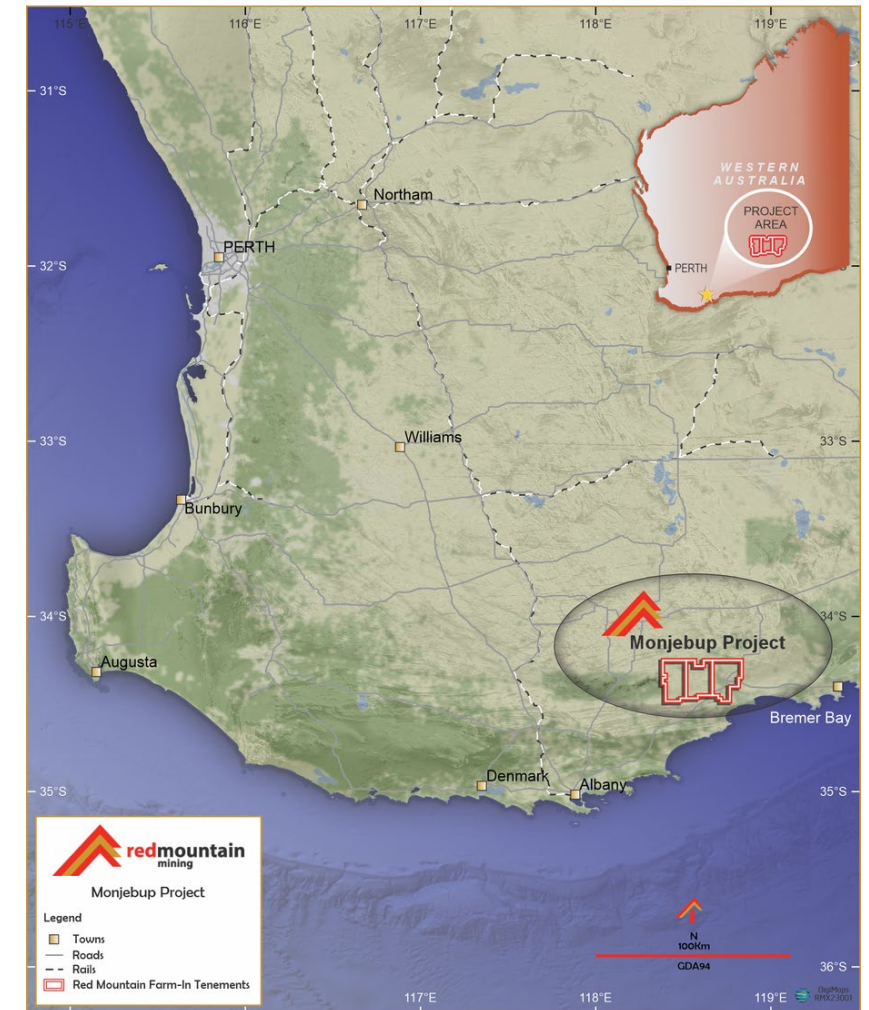 115°E
116°E
117°E
118°E
119°E
31°S
WESTERN
AUSTRALIA
PROJECT
AREA
PERTH
Northam
PERTH
32°S
S
Williams
33°S
33°S
Bunbury
34°S
34°S
Monjebup Project
Augusta
Bremer Bay
Denmark
Albany
35°S
35°S
redmountain
mining
Monjebup Project
Legend
Towns
Roads
Rails
Red Mountain Farm-In Tenements
N
100Km
GDA94
36°S
117°E
118°E
119°E
DigiMaps
RMX23001